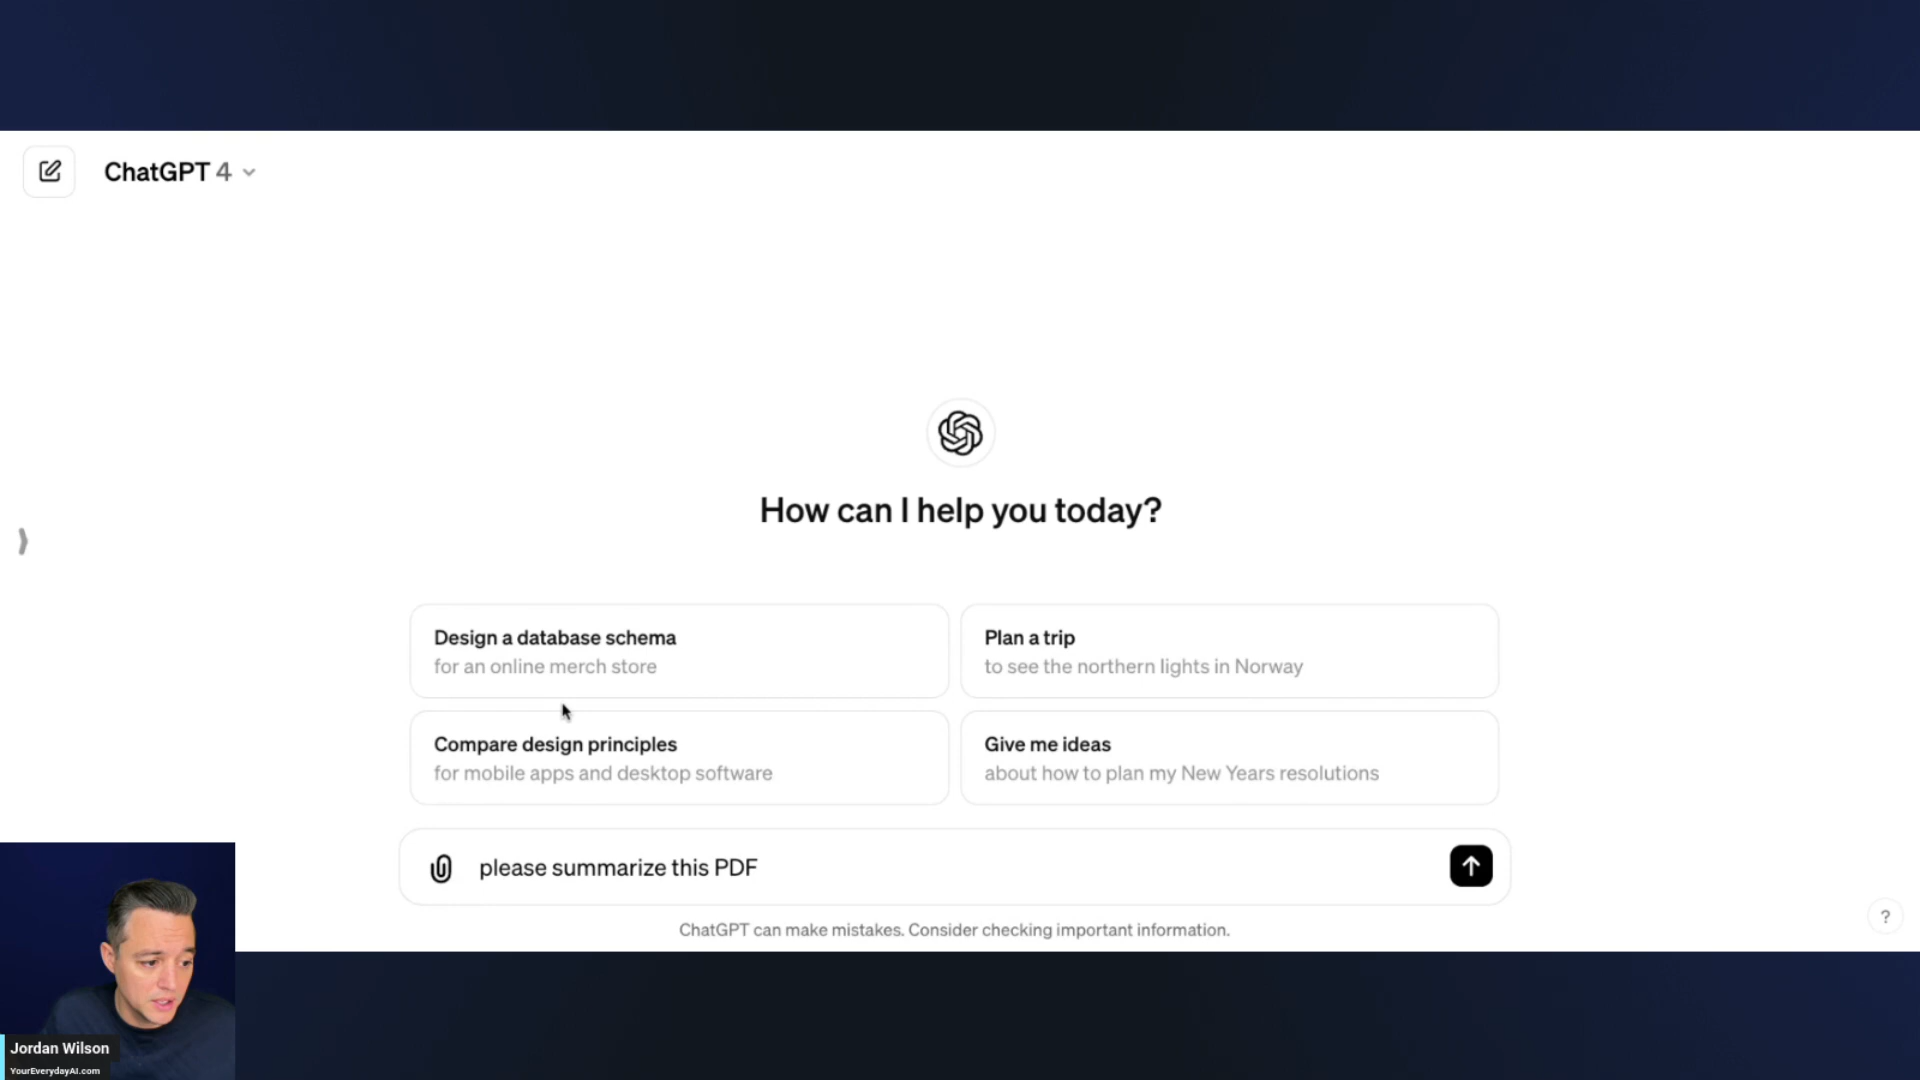 ChatGPT 4
How can I help you today?
Design a database schema
for an online merch store
Plan a trip
to see the northern lights in Norway
Compare design principles
for mobile apps and desktop software
Give me ideas
about how to plan my New Years resolutions
please summarize this PDF
ChatGPT can make mistakes. Consider checking important information.
?
Jordan Wilson
YourEverydayAI.com